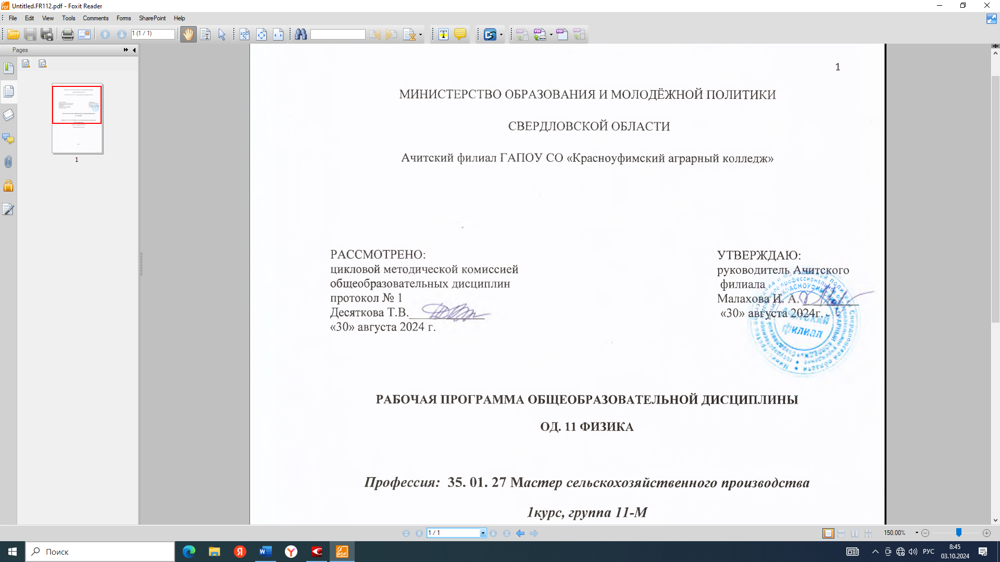 Untitled.FR112.pdf - Foxit Reader
File Edit View Tools Comments Forms SharePoint Help
1 (1 / 1)
Pages
1
1
МИНИСТЕРСТВО ОБРАЗОВАНИЯ И МОЛОДЁЖНОЙ ПОЛИТИКИ
СВЕРДЛОВСКОЙ ОБЛАСТИ
Ачитский филиал ГАПОУ СО «Красноуфимский аграрный колледж»
РАССМОТРЕНО:
цикловой методической комиссией
общеобразовательных дисциплин
протокол № 1
Десяткова Т.В.
«30» августа 2024 г.
УТВЕРЖДАЮ:
руководитель Ачитского
филиала
Малахова И. А.
«30» августа 2024г.
филиал
РАБОЧАЯ ПРОГРАММА ОБЩЕОБРАЗОВАТЕЛЬНОЙ ДИСЦИПЛИНЫ
ОД. 11 ФИЗИКА
Профессия: 35. 01. 27 Мастер сельскохозяйственного производства
1курс, группа 11-М
1 / 1
150.00%
Поиск
РУС
8:45
03.10.2024